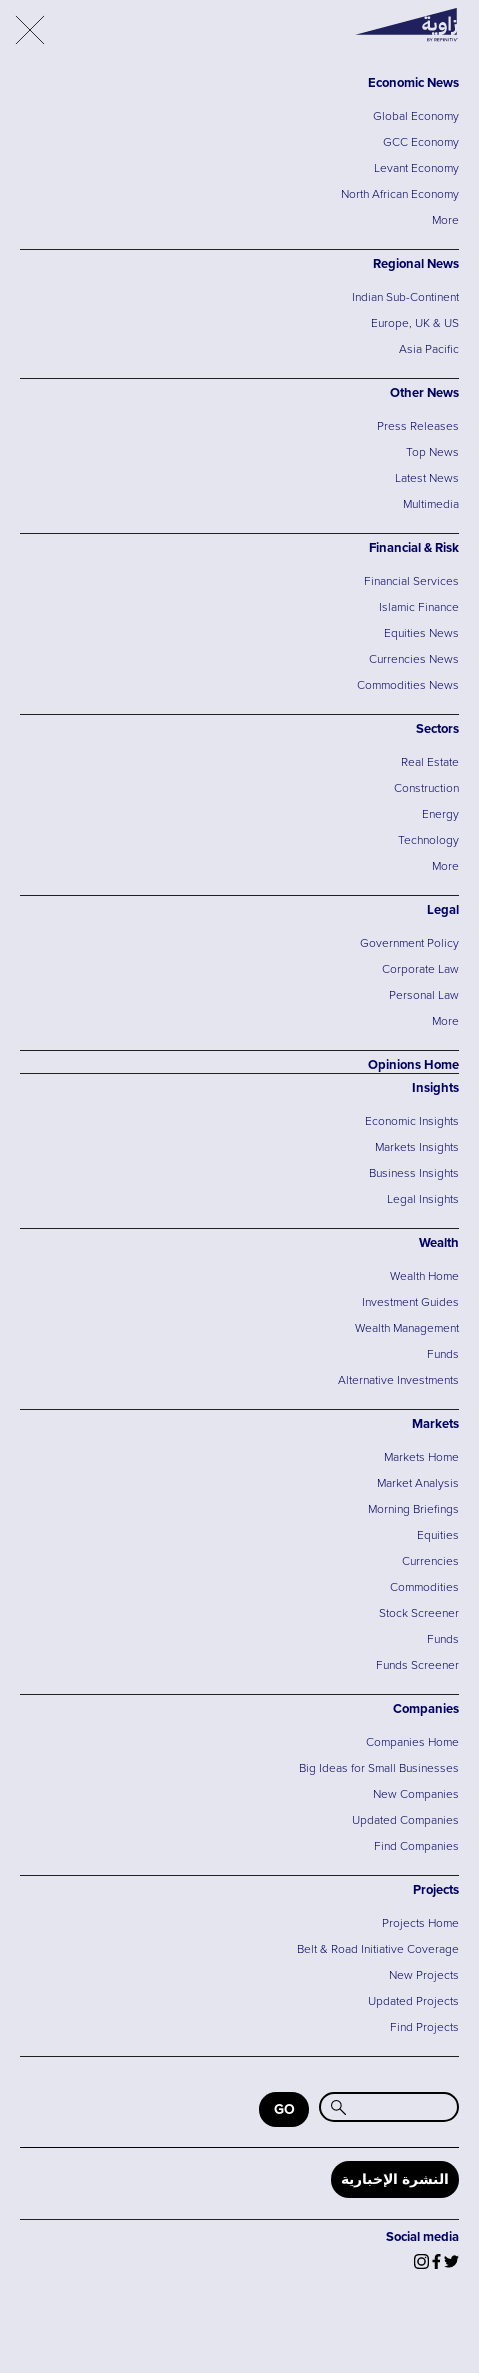 زاوية
BY REFINITIV
Economic News
Global Economy
GCC Economy
Levant Economy
North African Economy
More
Regional News
Indian Sub-Continent
Europe, UK & US
Asia Pacific
Other News
Press Releases
Top News
Latest News
Multimedia
Financial & Risk
Financial Services
Islamic Finance
Equities News
Currencies News
Commodities News
Sectors
Real Estate
Construction
Energy
Technology
More
Legal
Government Policy
Corporate Law
Personal Law
More
Opinions Home
Insights
Economic Insights
Markets Insights
Business Insights
Legal Insights
Wealth
Wealth Home
Investment Guides
Wealth Management
Funds
Alternative Investments
Markets
Markets Home
Market Analysis
Morning Briefings
Equities
Currencies
Commodities
Stock Screener
Funds
Funds Screener
Companies
Companies Home
Big Ideas for Small Businesses
New Companies
Updated Companies
Find Companies
Projects
Projects Home
Belt & Road Initiative Coverage
New Projects
Updated Projects
Find Projects
GO
النشرة الإخبارية
Social media